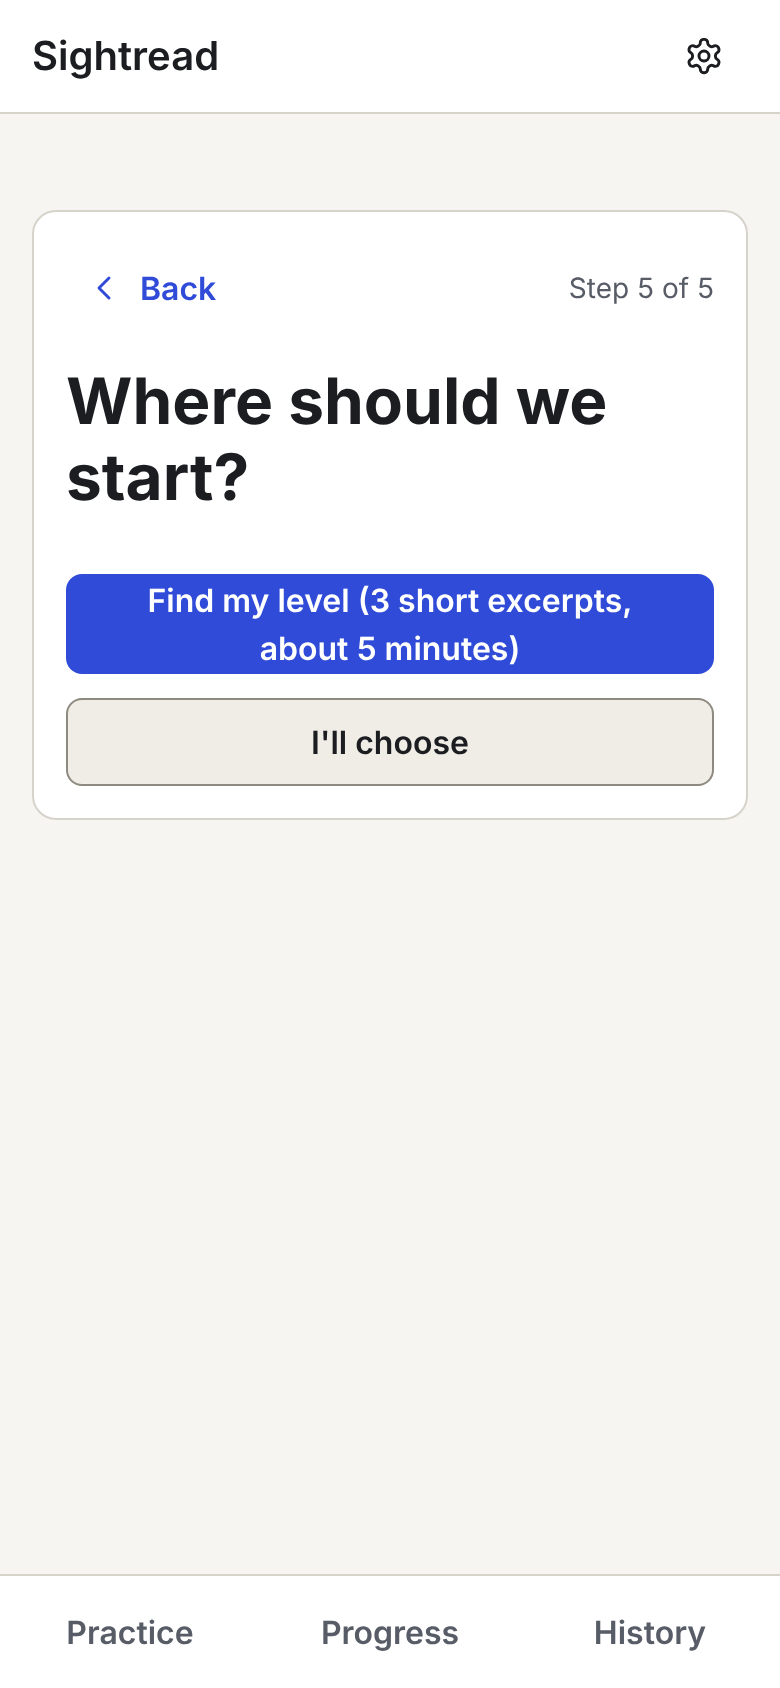 Sightread
Back
Step 5 of 5
Where should we
start?
Find my level (3 short excerpts,
about 5 minutes)
I'll choose
Practice
Progress
History